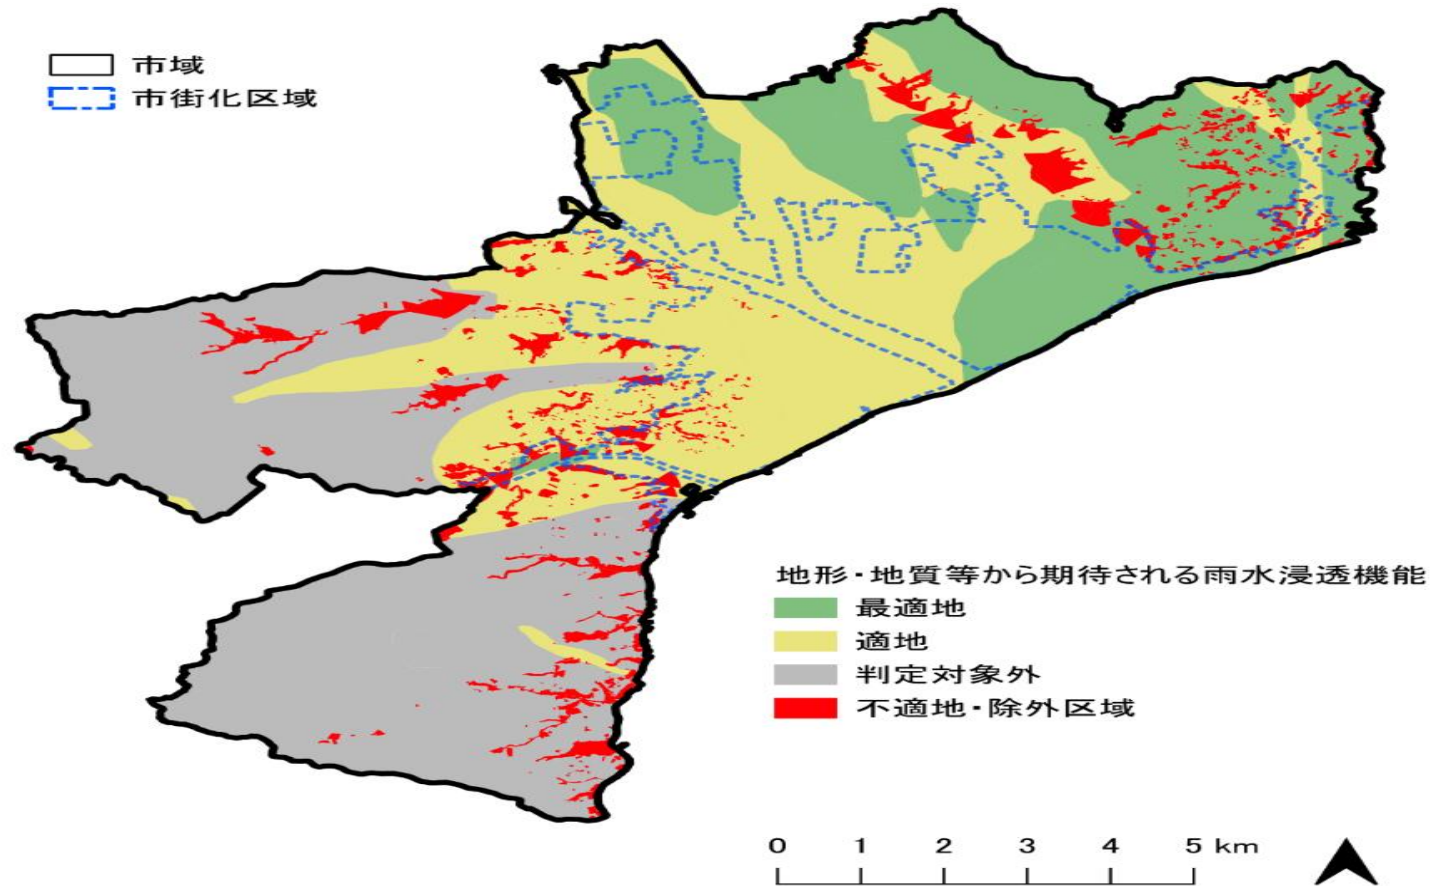 市域
市街化区域
地形・地質等から期待される雨水浸透機能
最適地
適地
判定対象外
不適地・除外区域
0 1 2 3 4 5 km